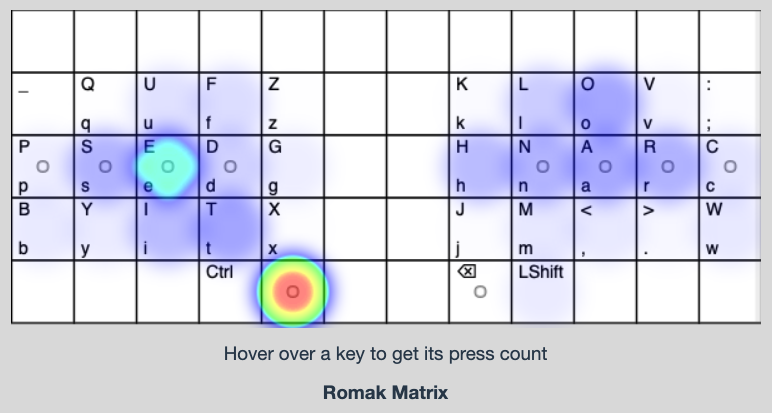 _ Q U F Z K L O V :
q u f z k l o v ;
P S E D G H N A R C
p s e d g h n a r c
B Y I T X J M < > W
b y i t x j m , . w
Ctrl ⌫ LShift
Hover over a key to get its press count
Romak Matrix